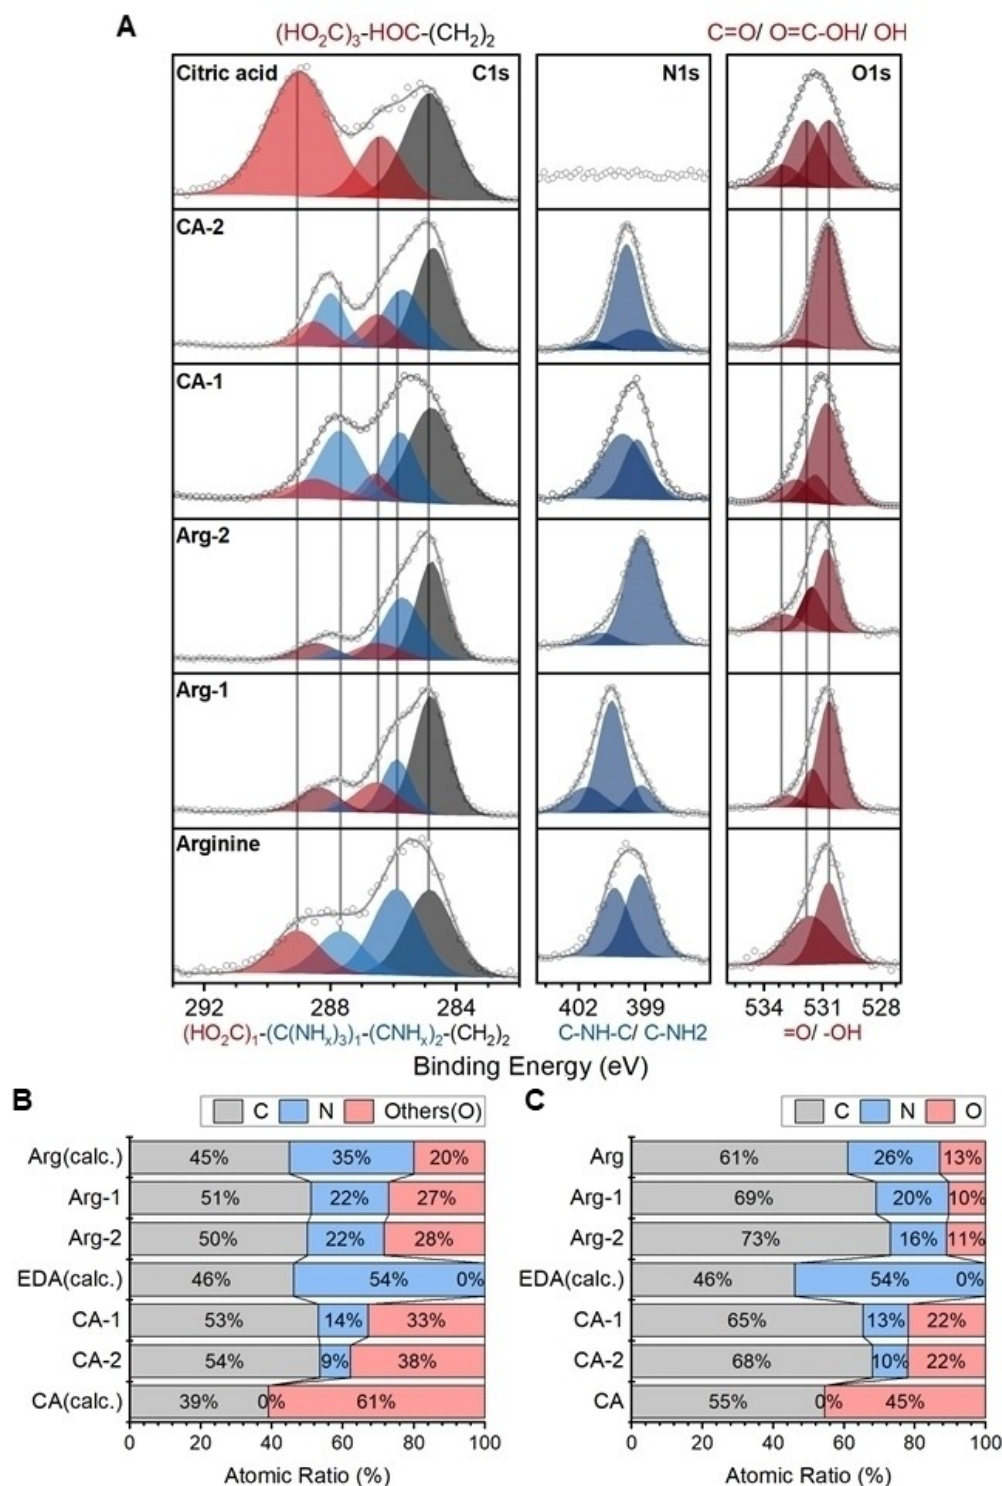 A
(HO2C)3-HOC-(CH2)2
C=O/ O=C-OH/ OH
Citric acid C1s N1s O1s
CA-2
CA-1
Arg-2
Arg-1
Arginine
292 288 284 402 399 534 531 528
(HO2C)1-(C(NHx)3)1-(CNHx)2-(CH2)2 C-NH-C/ C-NH2 =O/ -OH
Binding Energy (eV)
B
C N Others(O)
Arg(calc.) 45% 35% 20%
Arg-1 51% 22% 27%
Arg-2 50% 22% 28%
EDA(calc.) 46% 54% 0%
CA-1 53% 14% 33%
CA-2 54% 9% 38%
CA(calc.) 39% 0% 61%
0 20 40 60 80 100
Atomic Ratio (%)
C
C N O
Arg 61% 26% 13%
Arg-1 69% 20% 10%
Arg-2 73% 16% 11%
EDA(calc.) 46% 54% 0%
CA-1 65% 13% 22%
CA-2 68% 10% 22%
CA 55% 0% 45%
0 20 40 60 80 100
Atomic Ratio (%)